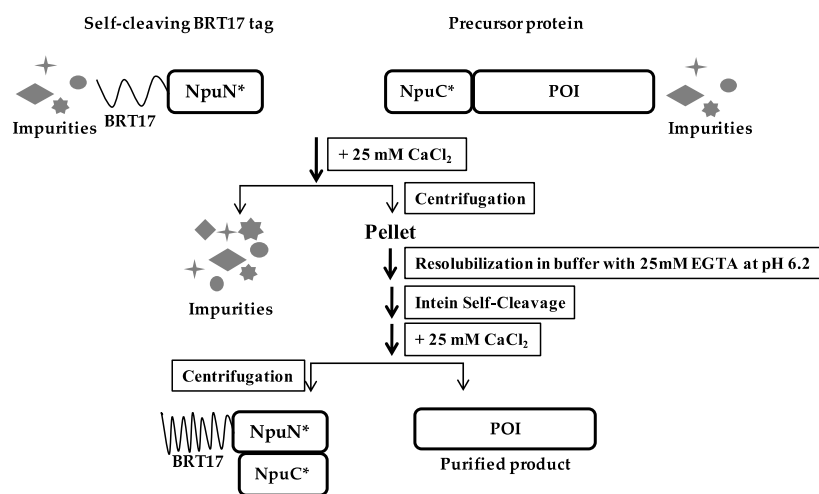 Self-cleaving BRT17 tag
Precursor protein
NpuN*
NpuC*
POI
Impurities
BRT17
Impurities
+ 25 mM CaCl₂
Centrifugation
Pellet
Resolubilization in buffer with 25mM EGTA at pH 6.2
Impurities
Intein Self-Cleavage
+ 25 mM CaCl₂
Centrifugation
NpuN*
POI
BRT17
NpuC*
Purified product